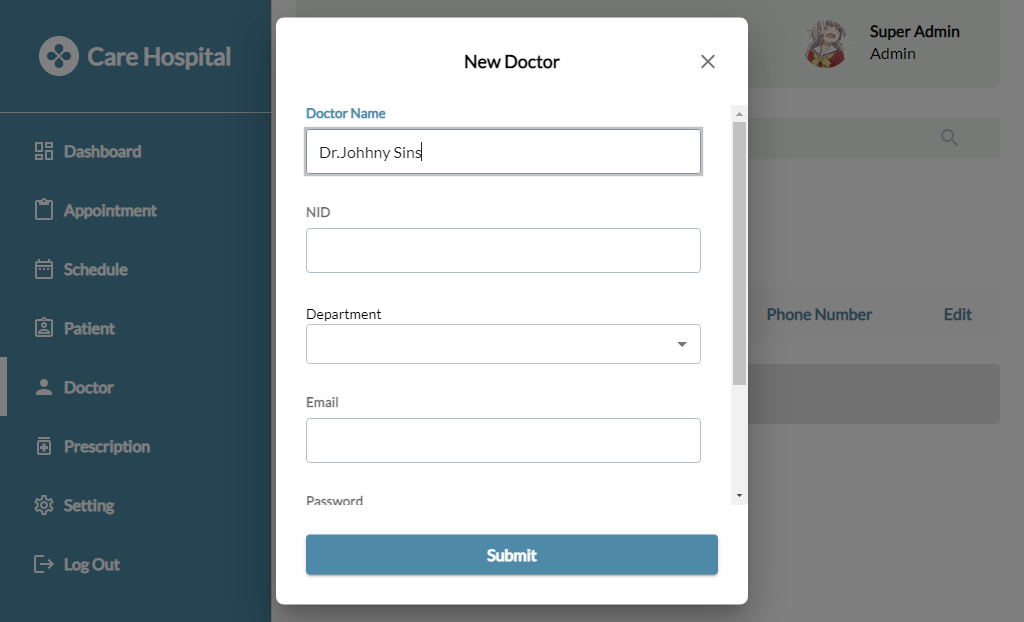 Care Hospital
Dashboard
Appointment
Schedule
Patient
Doctor
Prescription
Setting
Log Out
Super Admin
Admin
Phone Number Edit
New Doctor
Doctor Name
Dr.Johhny Sins
NID
Department
Email
Password
Submit